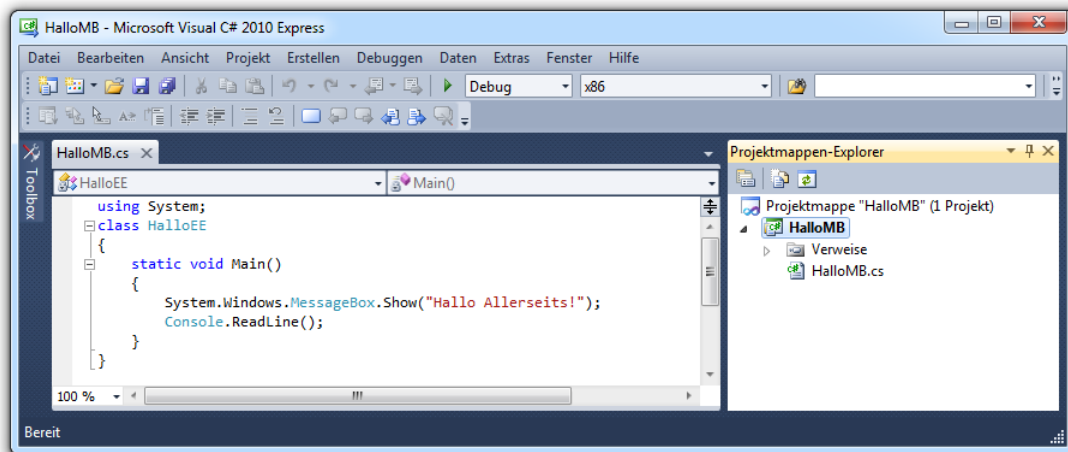 HalloMB - Microsoft Visual C# 2010 Express
Datei Bearbeiten Ansicht Projekt Erstellen Debuggen Daten Extras Fenster Hilfe
Debug x86
Toolbox
HalloMB.cs
HalloEE Main()
using System;
class HalloEE
{
static void Main()
{
System.Windows.MessageBox.Show("Hallo Allerseits!");
Console.ReadLine();
}
}
100 %
Projektmappen-Explorer
Projektmappe "HalloMB" (1 Projekt)
HalloMB
Verweise
HalloMB.cs
Bereit